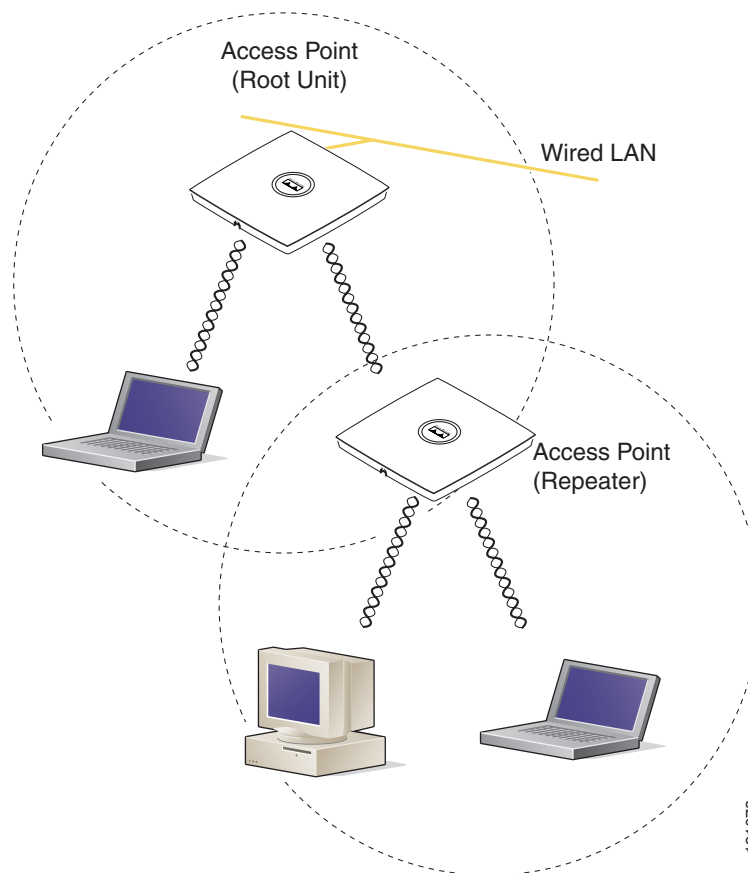 Access Point
(Root Unit)
Wired LAN
Access Point
(Repeater)